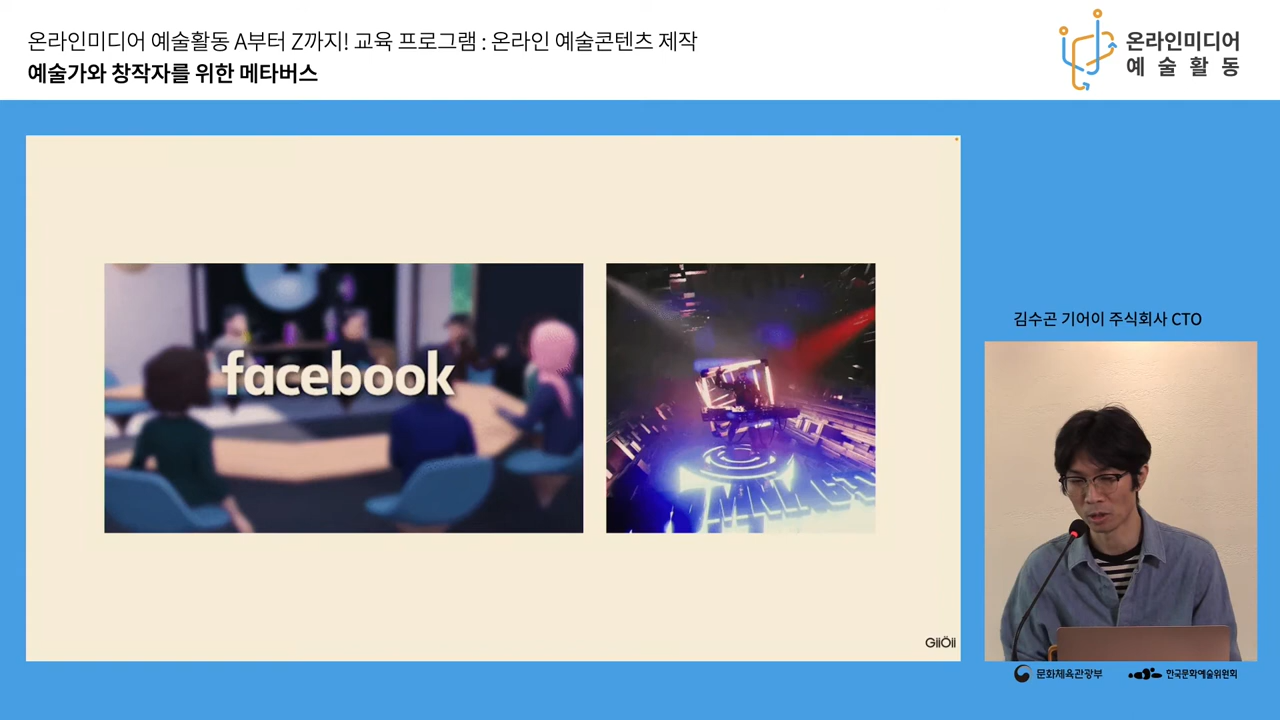 온라인미디어 예술활동 A부터 Z까지! 교육 프로그램 : 온라인 예술콘텐츠 제작
예술가와 창작자를 위한 메타버스
온라인미디어
예술활동
facebook
GiiÖii
김수곤 기어이 주식회사 CTO
문화체육관광부
한국문화예술위원회